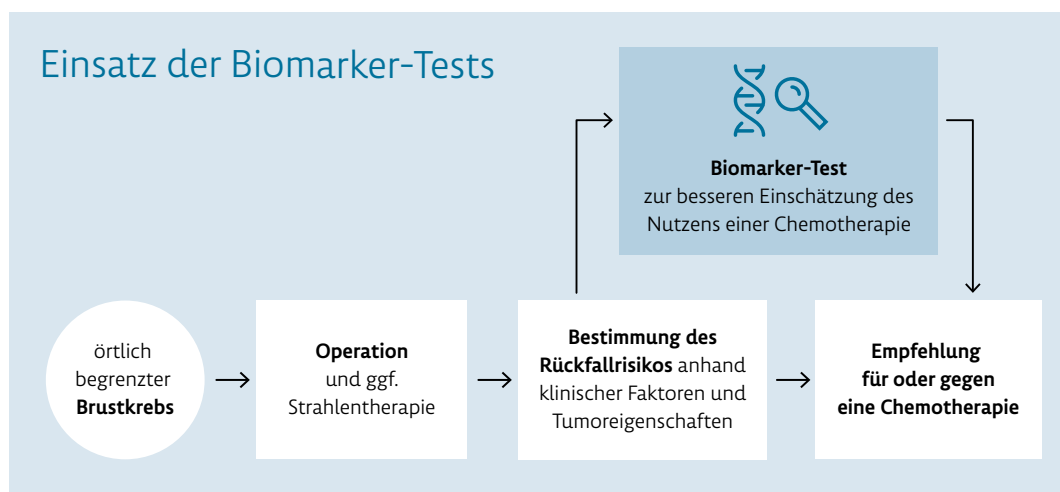 Einsatz der Biomarker-Tests
Biomarker-Test
zur besseren Einschätzung des
Nutzens einer Chemotherapie
örtlich
begrenzter
Brustkrebs
Operation
und ggf.
Strahlentherapie
Bestimmung des
Rückfallrisikos anhand
klinischer Faktoren und
Tumoreigenschaften
Empfehlung
für oder gegen
eine Chemotherapie